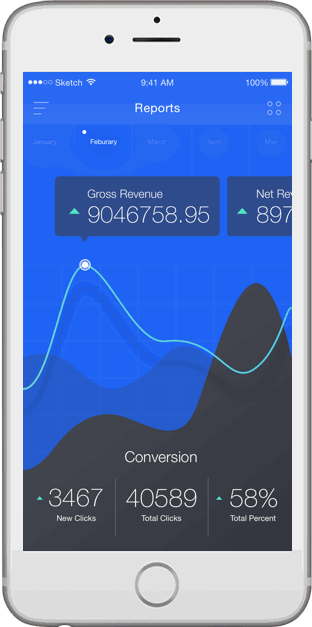 Sketch 9:41 AM 100%
Reports
January Feburary March April May
Gross Revenue Net Rev
9046758.95 897
Conversion
3467 40589 58%
New Clicks Total Clicks Total Percent